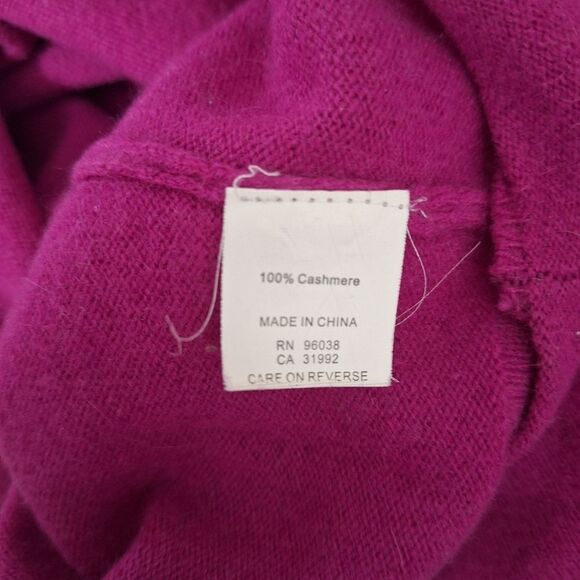 100% Cashmere
MADE IN CHINA
RN 96038
CA 31992
CARE ON REVERSE